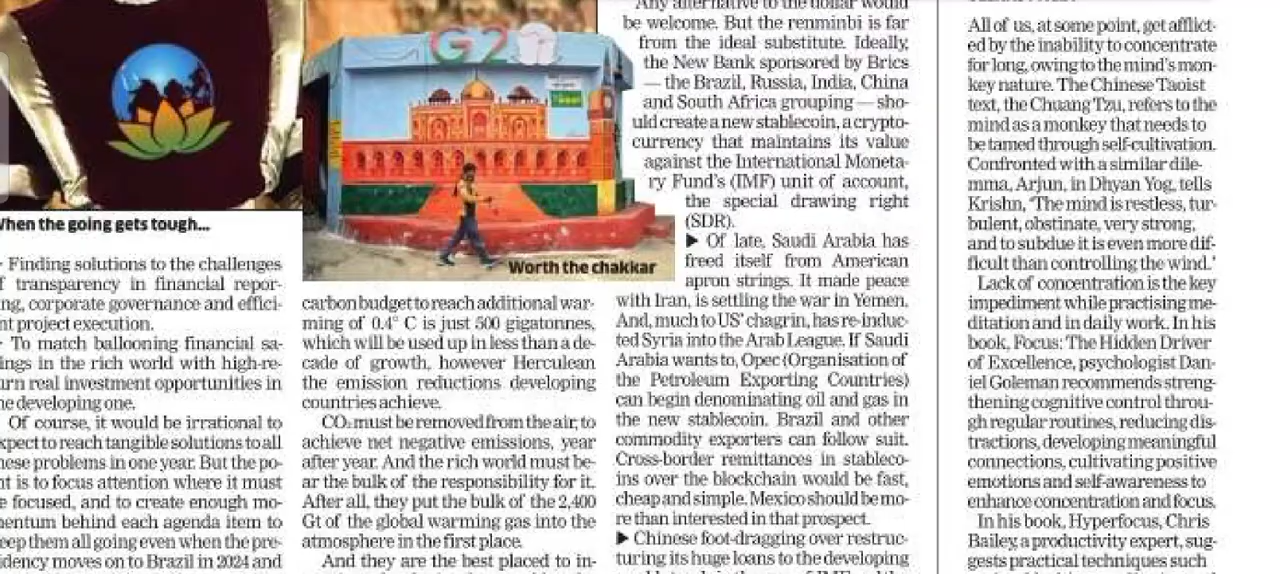 When the going gets tough...
Finding solutions to the challenges
f transparency in financial repor-
ng, corporate governance and effici-
nt project execution.
To match ballooning financial sa-
ings in the rich world with high-re-
urn real investment opportunities in
he developing one.
Of course, it would be irrational to
xpect to reach tangible solutions to all
hese problems in one year. But the po-
nt is to focus attention where it must
e focused, and to create enough mo-
entum behind each agenda item to
eep them all going even when the pre-
idency moves on to Brazil in 2024 and
G20
Worth the chakkar
carbon budget to reach additional war-
ming of 0.4° C is just 500 gigatonnes,
which will be used up in less than a de-
cade of growth, however Herculean
the emission reductions developing
countries achieve.
CO₂ must be removed from the air, to
achieve net negative emissions, year
after year. And the rich world must be-
ar the bulk of the responsibility for it.
After all, they put the bulk of the 2,400
Gt of the global warming gas into the
atmosphere in the first place.
And they are the best placed to in-
Any alternative to the dollar would
be welcome. But the renminbi is far
from the ideal substitute. Ideally,
the New Bank sponsored by Brics
— the Brazil, Russia, India, China
and South Africa grouping — sho-
uld create a new stablecoin, a crypto-
currency that maintains its value
against the International Moneta-
ry Fund's (IMF) unit of account,
the special drawing right
(SDR).
▶ Of late, Saudi Arabia has
freed itself from American
apron strings. It made peace
with Iran, is settling the war in Yemen.
And, much to US' chagrin, has re-induc-
ted Syria into the Arab League. If Saudi
Arabia wants to, Opec (Organisation of
the Petroleum Exporting Countries)
can begin denominating oil and gas in
the new stablecoin. Brazil and other
commodity exporters can follow suit.
Cross-border remittances in stableco-
ins over the blockchain would be fast,
cheap and simple. Mexico should be mo-
re than interested in that prospect.
▶ Chinese foot-dragging over restruc-
turing its huge loans to the developing
All of us, at some point, get afflict-
ed by the inability to concentrate
for long, owing to the mind's mon-
key nature. The Chinese Taoist
text, the Chuang Tzu, refers to the
mind as a monkey that needs to
be tamed through self-cultivation.
Confronted with a similar dile-
mma, Arjun, in Dhyan Yog, tells
Krishn, 'The mind is restless, tur-
bulent, obstinate, very strong,
and to subdue it is even more dif-
ficult than controlling the wind.'
Lack of concentration is the key
impediment while practising me-
ditation and in daily work. In his
book, Focus: The Hidden Driver
of Excellence, psychologist Dan-
iel Goleman recommends streng-
thening cognitive control throu-
gh regular routines, reducing dis-
tractions, developing meaningful
connections, cultivating positive
emotions and self-awareness to
enhance concentration and focus.
In his book, Hyperfocus, Chris
Bailey, a productivity expert, sug-
gests practical techniques such